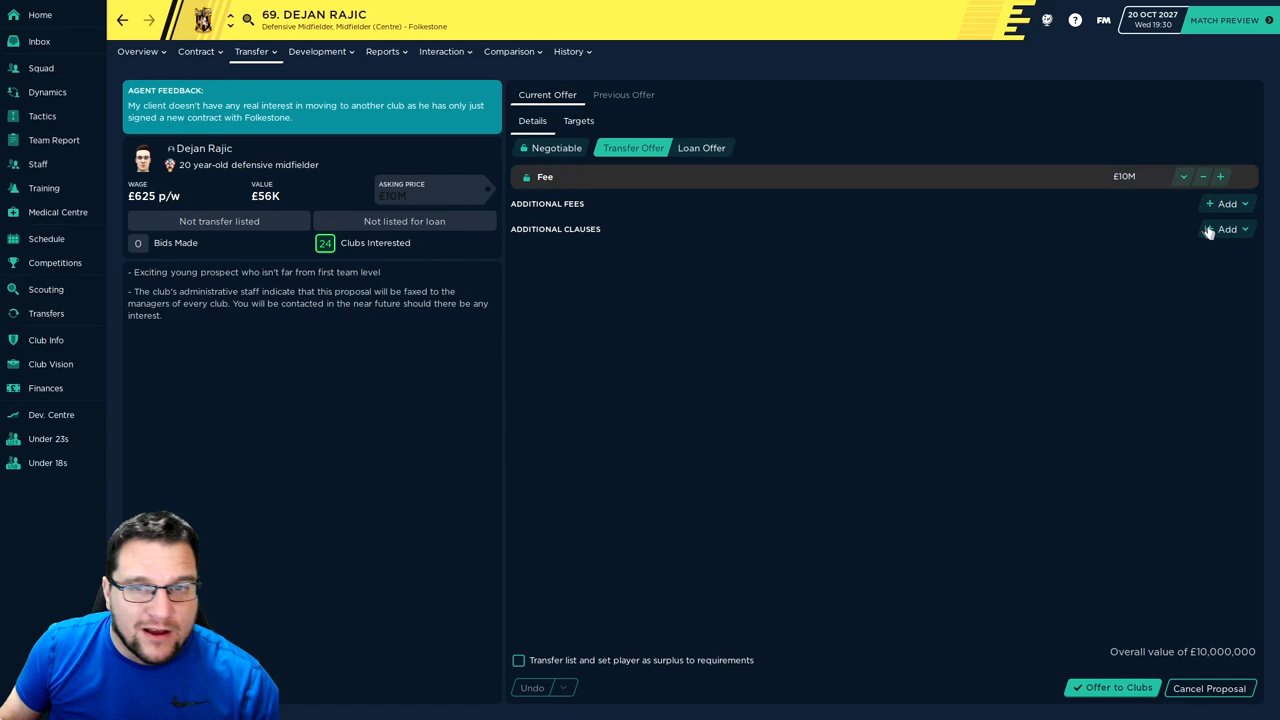 Home
Inbox
Squad
Dynamics
Tactics
Team Report
Staff
Training
Medical Centre
Schedule
Competitions
Scouting
Transfers
Club Info
Club Vision
Finances
Dev. Centre
Under 23s
Under 18s
69. DEJAN RAJIC
Defensive Midfielder, Midfielder (Centre) - Folkestone
FM
20 OCT 2027
Wed 19:30
MATCH PREVIEW
Overview
Contract
Transfer
Development
Reports
Interaction
Comparison
History
AGENT FEEDBACK:
My client doesn't have any real interest in moving to another club as he has only just
signed a new contract with Folkestone.
Dejan Rajic
20 year-old defensive midfielder
WAGE
£625 p/w
VALUE
£56K
ASKING PRICE
£10M
Not transfer listed
Not listed for loan
0 Bids Made
24 Clubs Interested
- Exciting young prospect who isn't far from first team level
- The club's administrative staff indicate that this proposal will be faxed to the
managers of every club. You will be contacted in the near future should there be any
interest.
Current Offer
Previous Offer
Details
Targets
Negotiable
Transfer Offer
Loan Offer
Fee
£10M
ADDITIONAL FEES
+ Add
ADDITIONAL CLAUSES
Add
Transfer list and set player as surplus to requirements
Overall value of £10,000,000
Undo
Offer to Clubs
Cancel Proposal